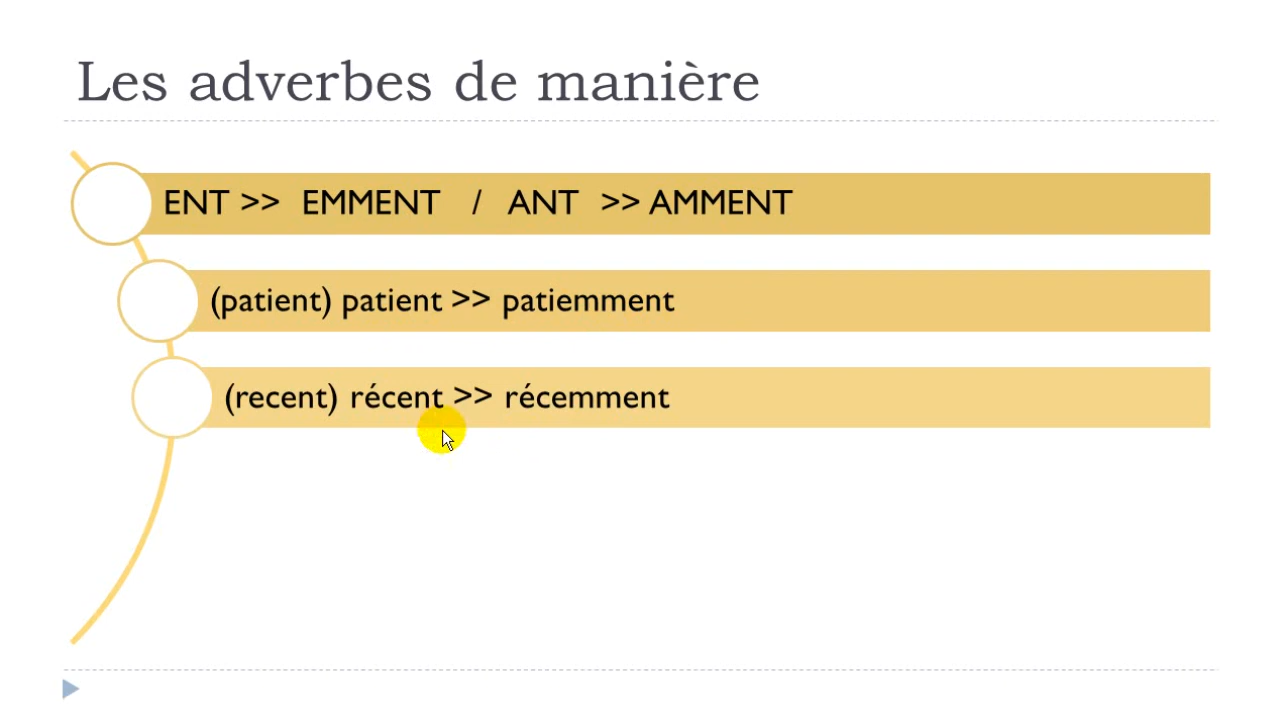 Les adverbes de manière
ENT >> EMMENT / ANT >> AMMENT
(patient) patient >> patiemment
(recent) récent >> récemment